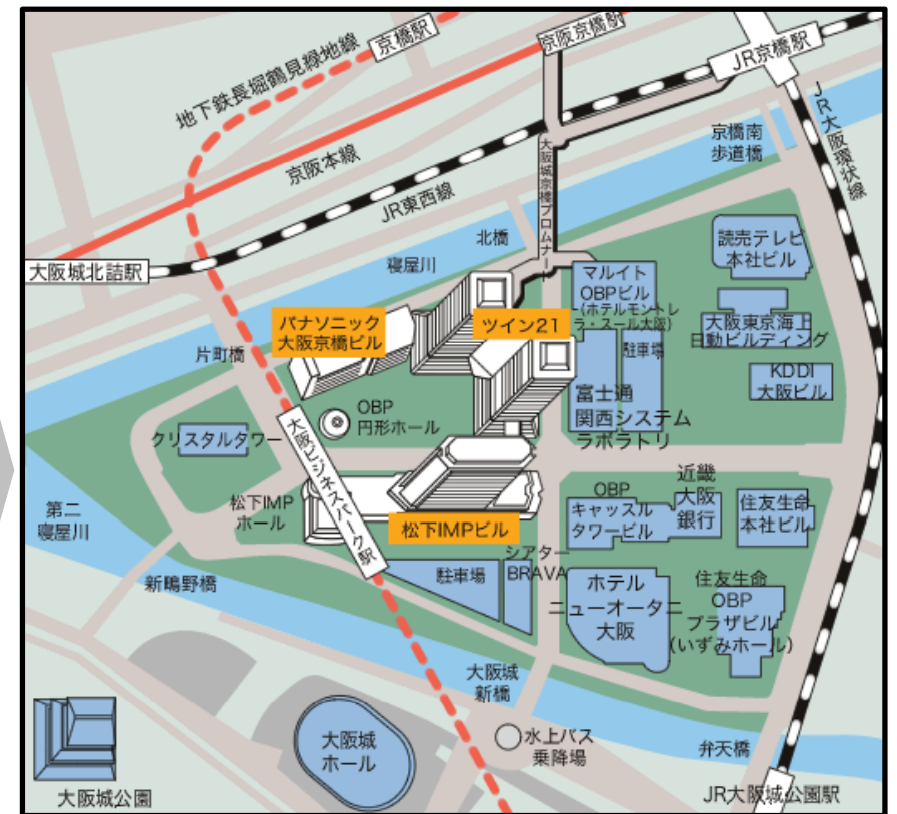 京橋駅
京阪京橋駅
JR京橋駅
地下鉄長堀鶴見緑地線
京阪本線
JR東西線
JR大阪環状線
京橋南
歩道橋
大阪城京橋プロムナード
北橋
寝屋川
大阪城北詰駅
読売テレビ
本社ビル
マルイト
OBPビル
(ホテルモントレ
ラ・スール大阪)
パナソニック
大阪京橋ビル
ツイン21
大阪東京海上
日動ビルディング
駐車場
片町橋
KDDI
大阪ビル
富士通
関西システム
ラボラトリ
OBP
円形ホール
クリスタルタワー
大阪ビジネスパーク駅
近畿
大阪
銀行
OBP
キャッスル
タワービル
住友生命
本社ビル
第二
寝屋川
松下IMP
ホール
松下IMPビル
シアター
BRAVA
駐車場
新鴫野橋
ホテル
ニューオータニ
大阪
住友生命
OBP
プラザビル
(いずみホール)
大阪城
新橋
水上バス
乗降場
弁天橋
大阪城
ホール
大阪城公園
JR大阪城公園駅